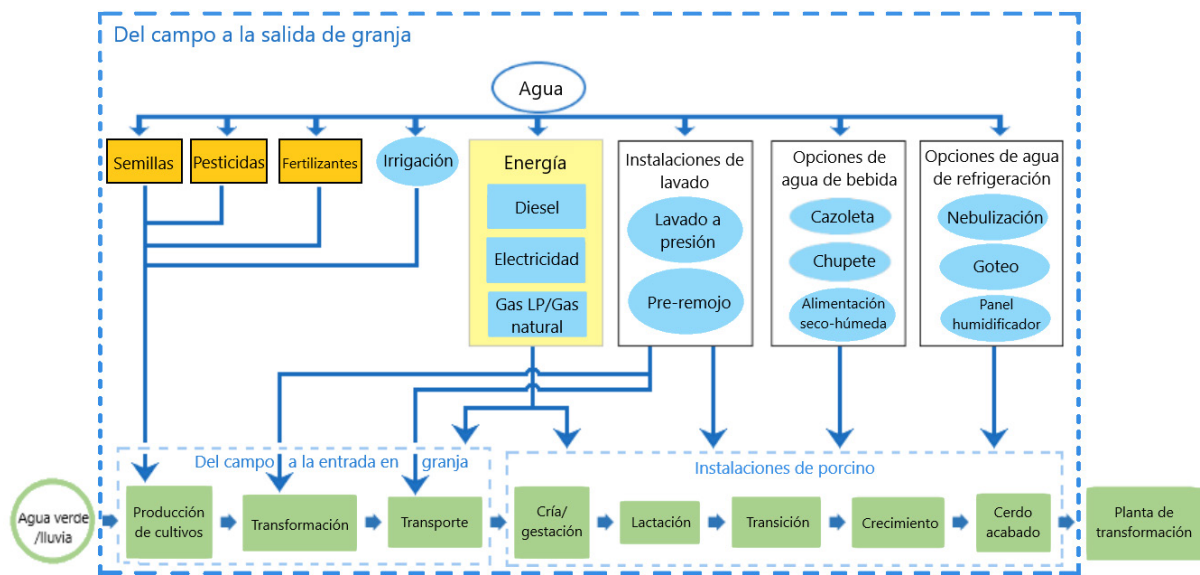 Del campo a la salida de granja
Agua
Semillas
Pesticidas
Fertilizantes
Irrigación
Energía
Diesel
Electricidad
Gas LP/Gas
natural
Instalaciones de
lavado
Lavado a
presión
Pre-remojo
Opciones de
agua de bebida
Cazoleta
Chupete
Alimentación
seco-húmeda
Opciones de agua
de refrigeración
Nebulización
Goteo
Panel
humidificador
Del campo a la entrada en granja
Instalaciones de porcino
Agua verde
/lluvia
Producción
de cultivos
Transformación
Transporte
Cría/
gestación
Lactación
Transición
Crecimiento
Cerdo
acabado
Planta de
transformación